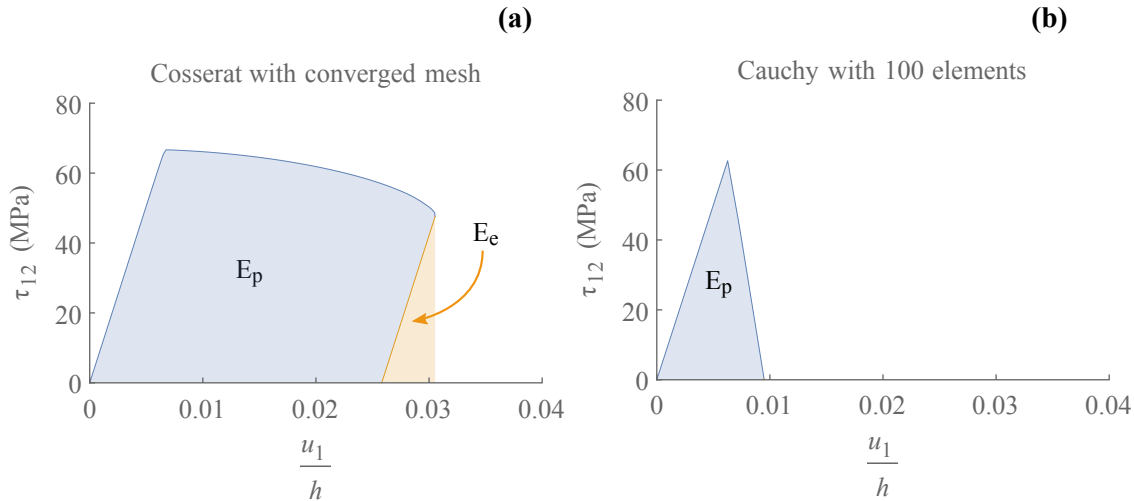 (a)
Cosserat with converged mesh
80
60
40
20
0
τ12 (MPa)
Ep
Ee
0 0.01 0.02 0.03 0.04
u1
h
(b)
Cauchy with 100 elements
80
60
40
20
0
τ12 (MPa)
Ep
0 0.01 0.02 0.03 0.04
u1
h